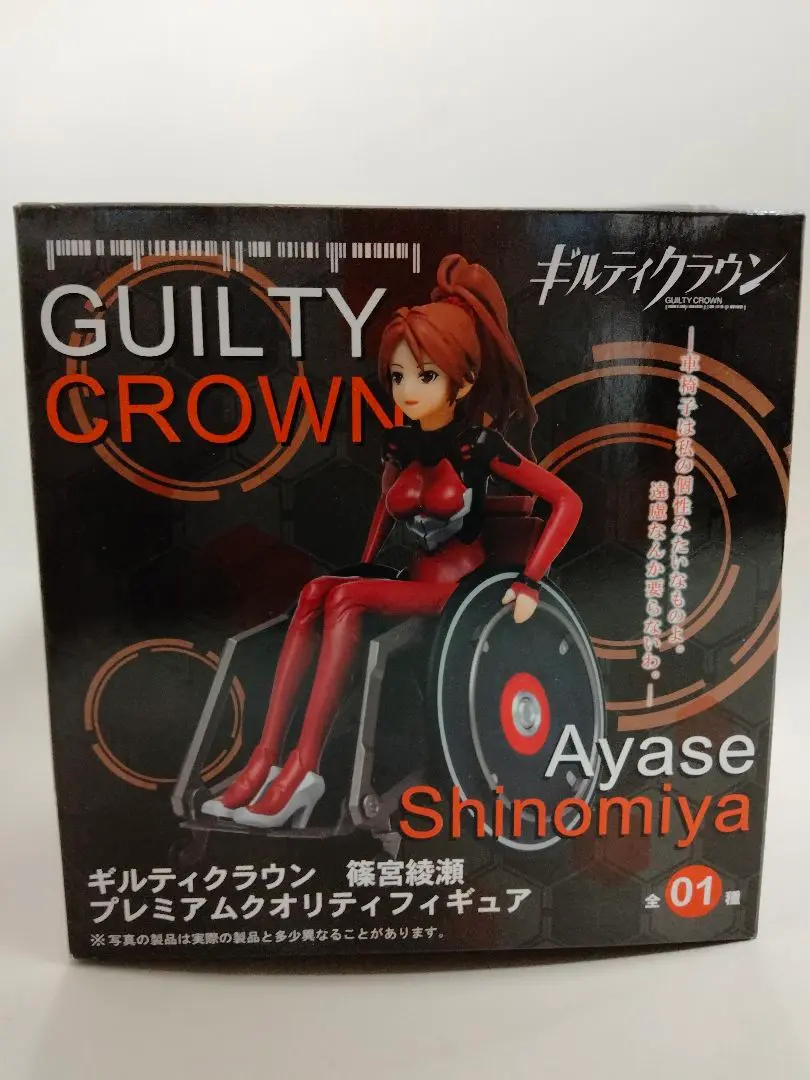 GUILTY
CROWN
ギルティクラウン
GUILTY CROWN
―車椅子は私の個性みたいなものよ。
遠慮なんか要らないわ。―
Ayase
Shinomiya
ギルティクラウン 篠宮綾瀬
プレミアムクオリティフィギュア
全01種
※写真の製品は実際の製品と多少異なることがあります。